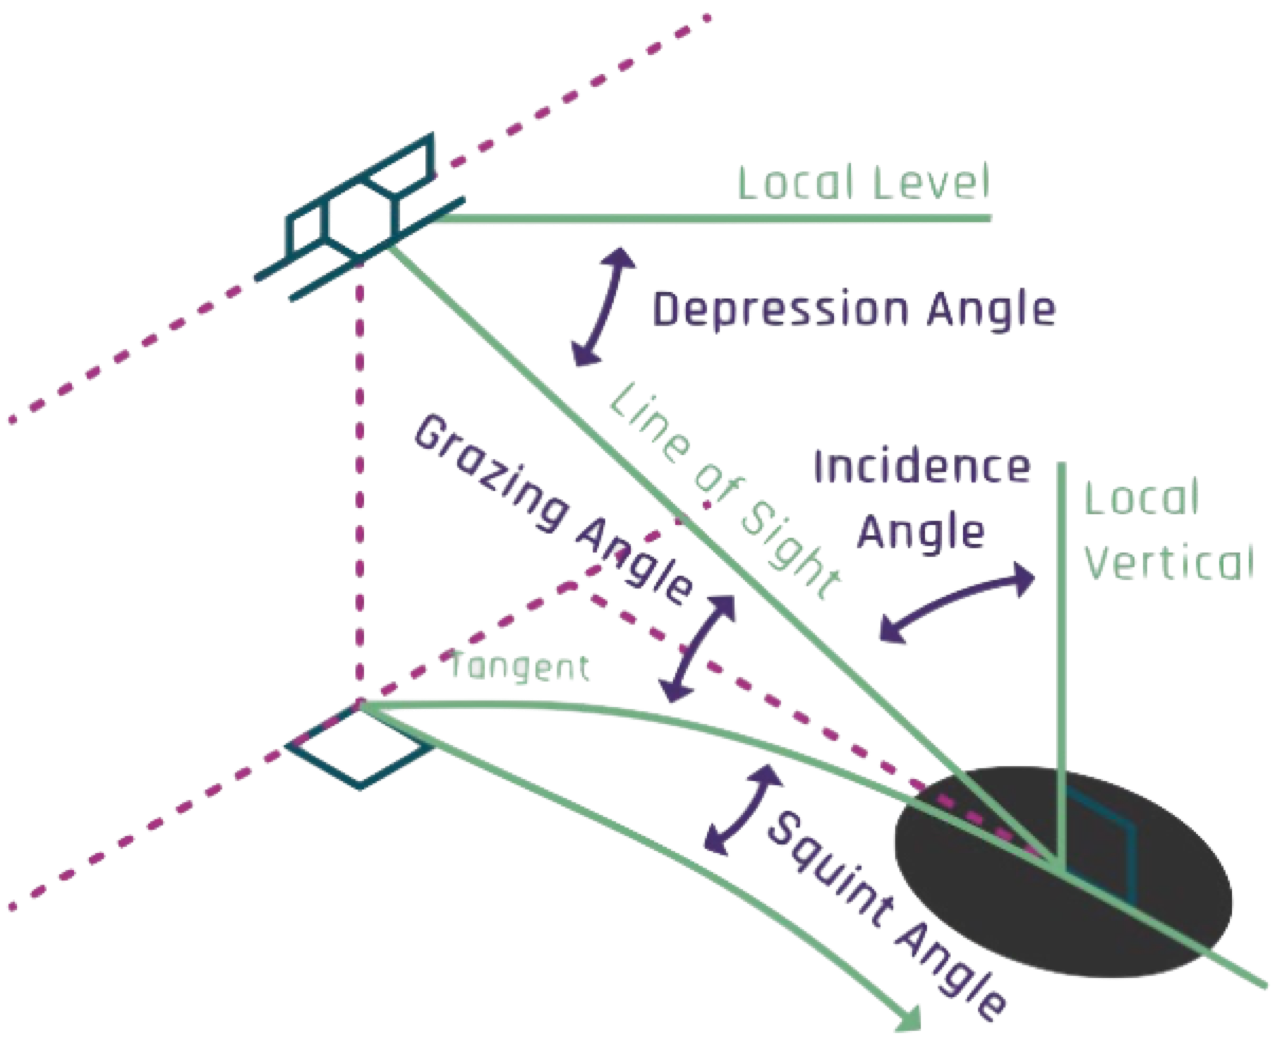 Local Level
Depression Angle
Line of Sight
Grazing Angle
Incidence
Angle
Local
Vertical
Tangent
Squint Angle